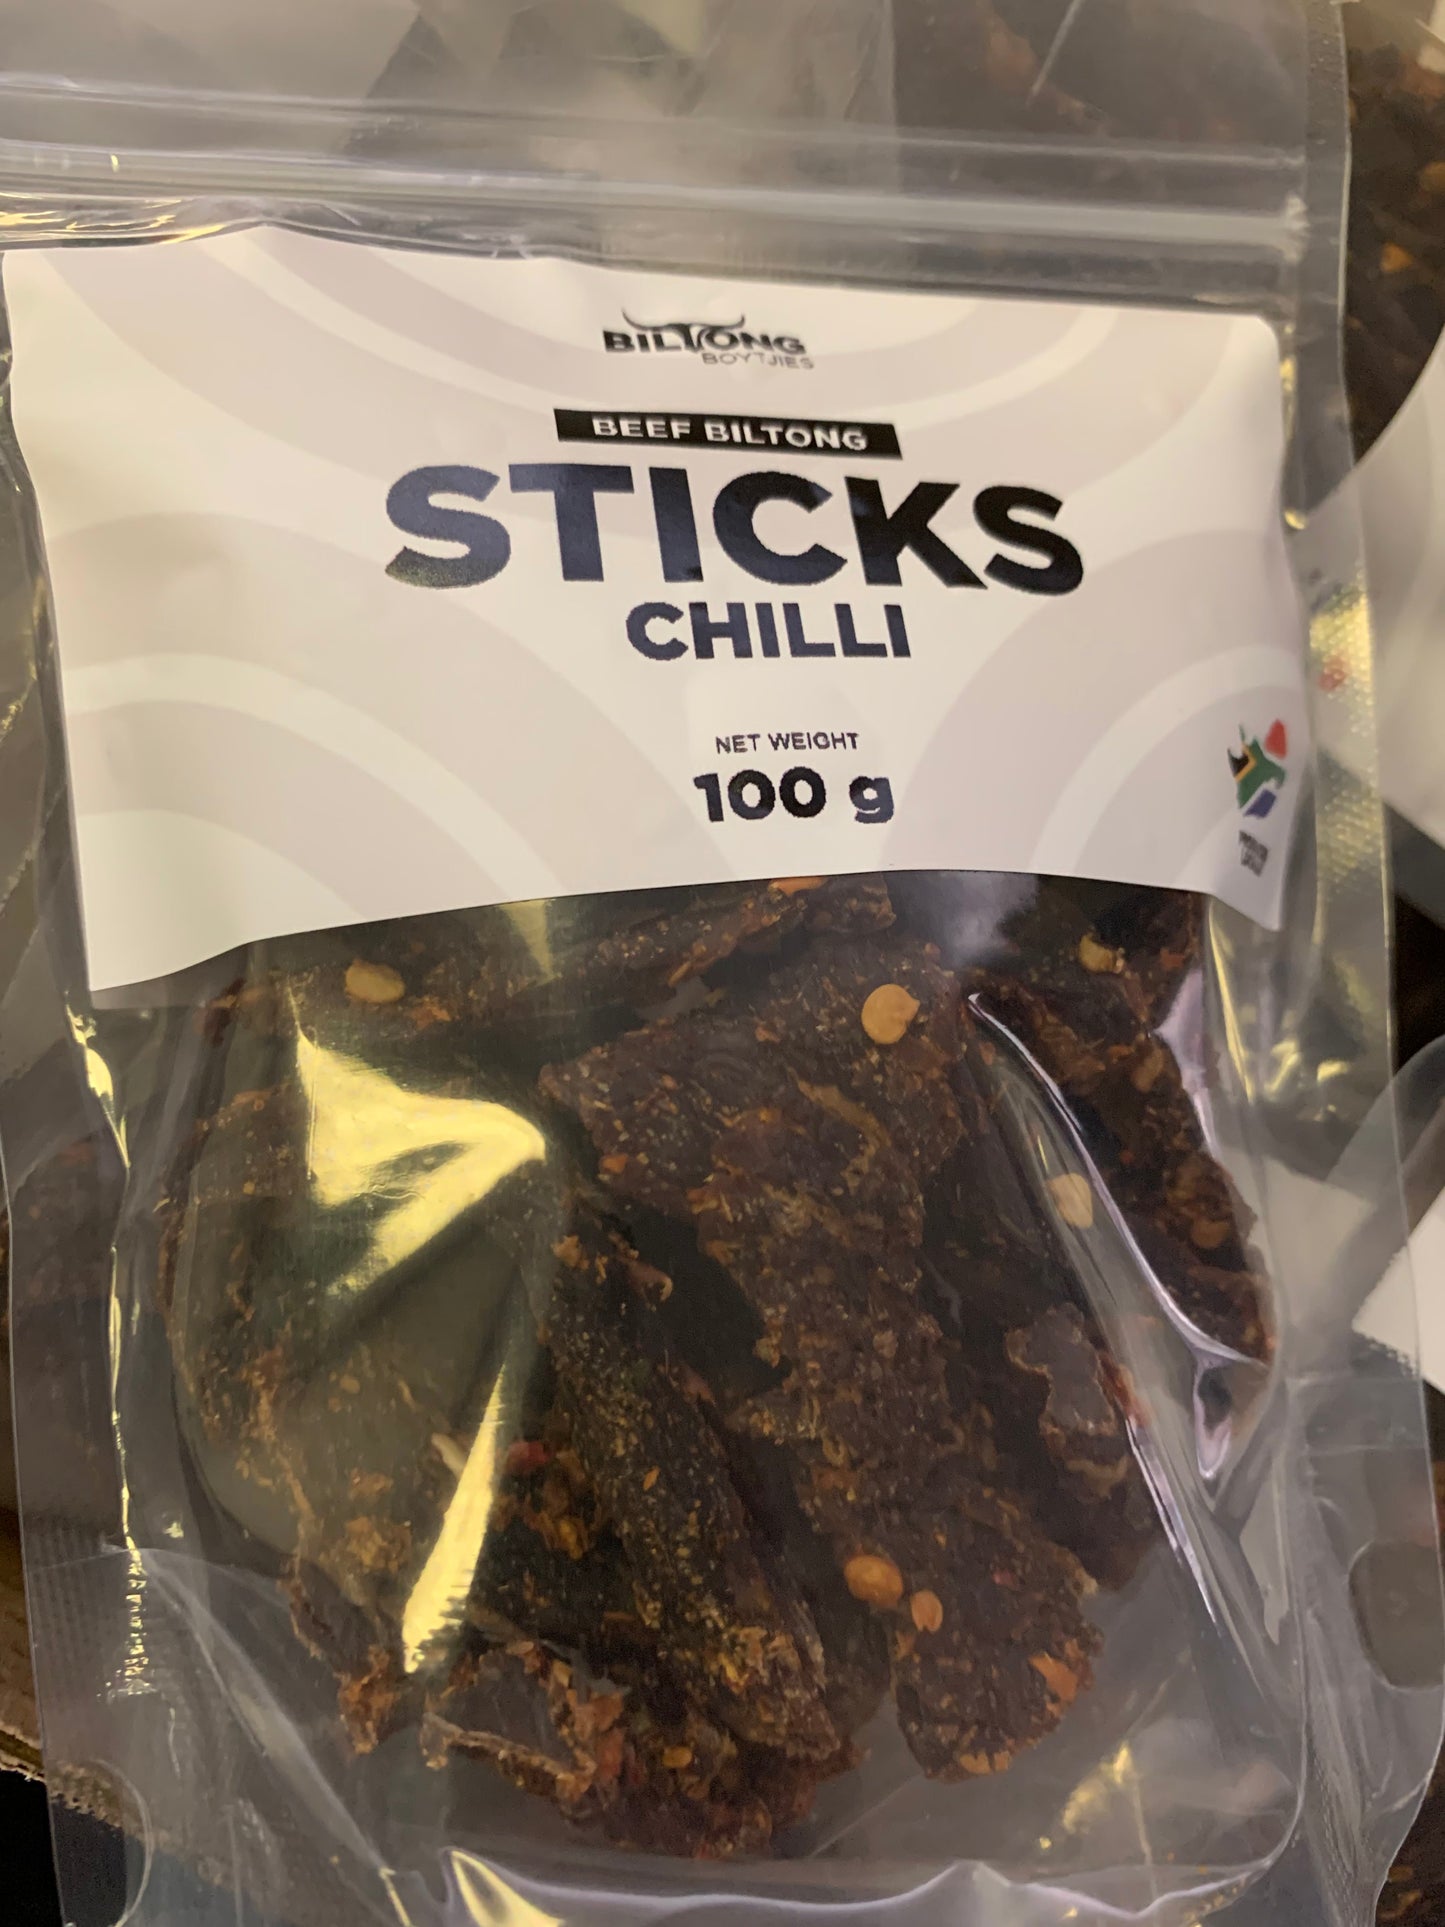 BILTONG
BOYTJIES
BEEF BILTONG
STICKS
CHILLI
NET WEIGHT
100 g